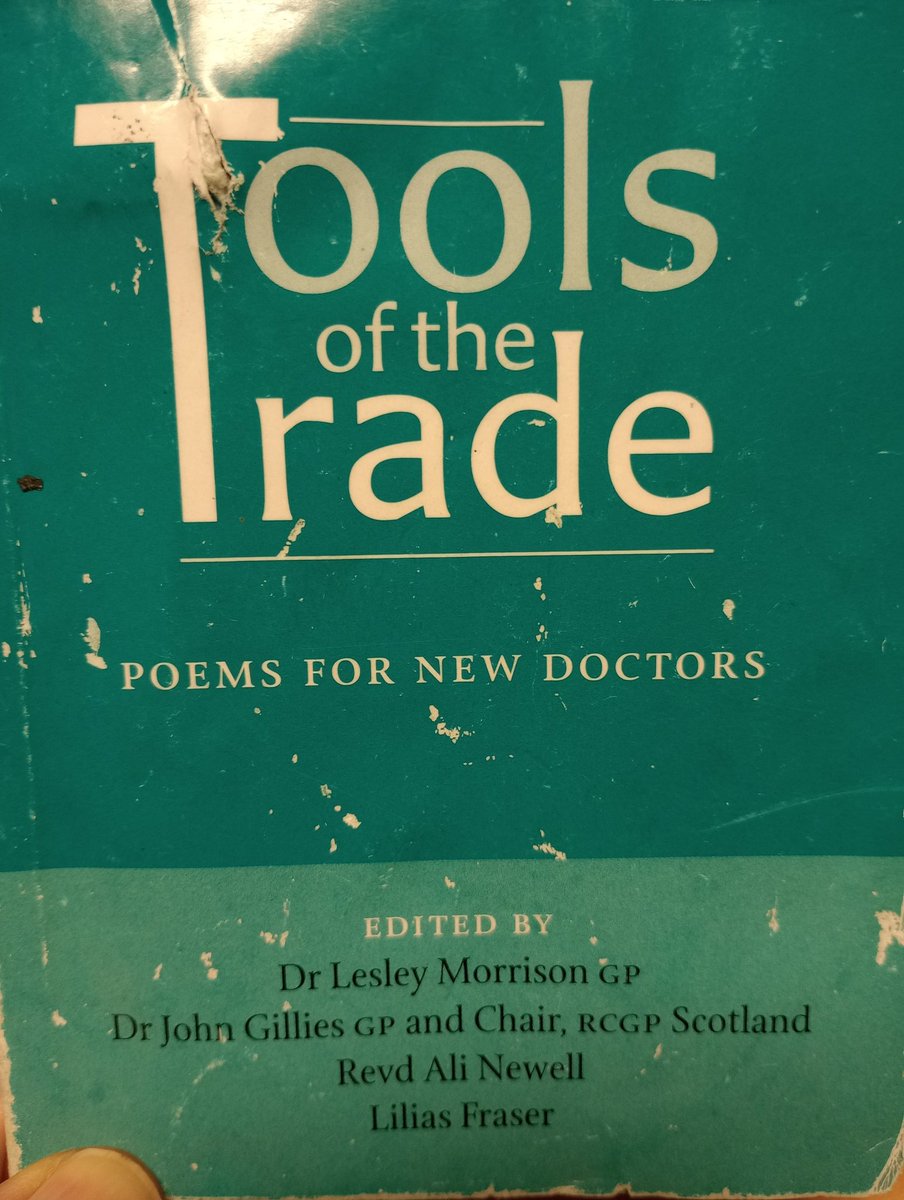 Tools
of the
Trade
POEMS FOR NEW DOCTORS
EDITED BY
Dr Lesley Morrison GP
Dr John Gillies GP and Chair, RCGP Scotland
Revd Ali Newell
Lilias Fraser